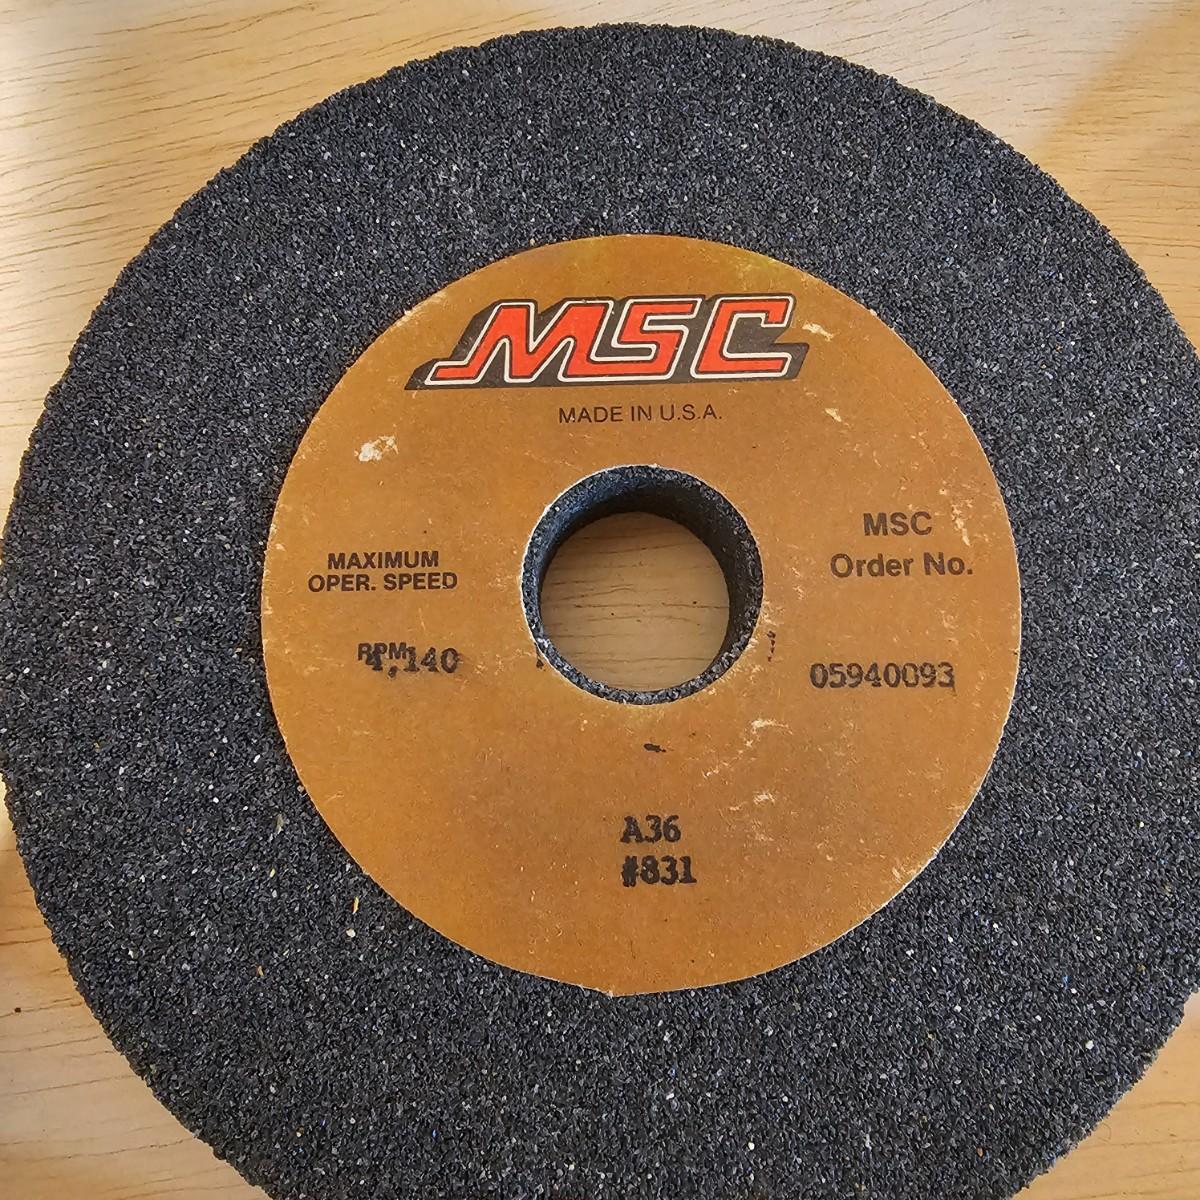 MSC
MADE IN U.S.A.
MAXIMUM
OPER. SPEED
RPM
4,140
MSC
Order No.
05940093
A36
#831